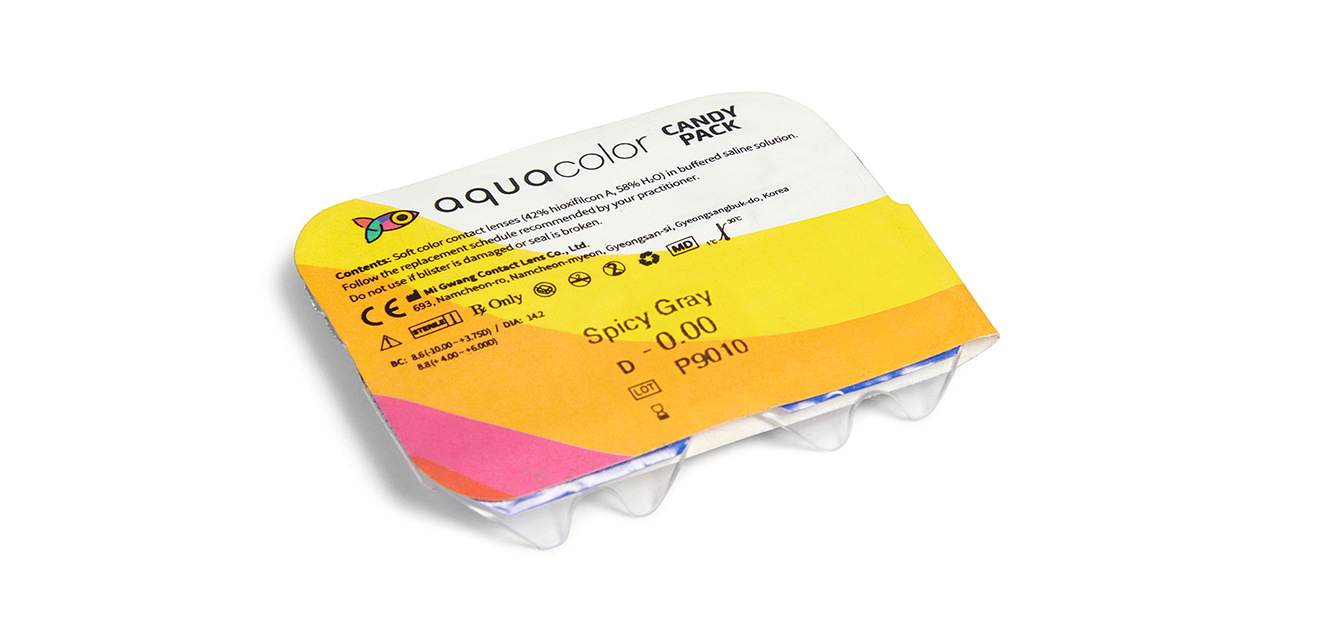 aquacolor CANDY PACK
Contents: Soft color contact lenses (42% hioxifilcon A, 58% H₂O) in buffered saline solution.
Follow the replacement schedule recommended by your practitioner.
Do not use if blister is damaged or seal is broken.
Mi Gwang Contact Lens Co., Ltd.
693, Namcheon-ro, Namcheon-myeon, Gyeongsan-si, Gyeongsangbuk-do, Korea
CE
STERILE
℞ Only
2
MD
1°C
30°C
BC: 8.6 (-10.00~+3.75D) / DIA: 14.2
8.8 (+4.00~+6.00D)
Spicy Gray
D -0.00
LOT P9010